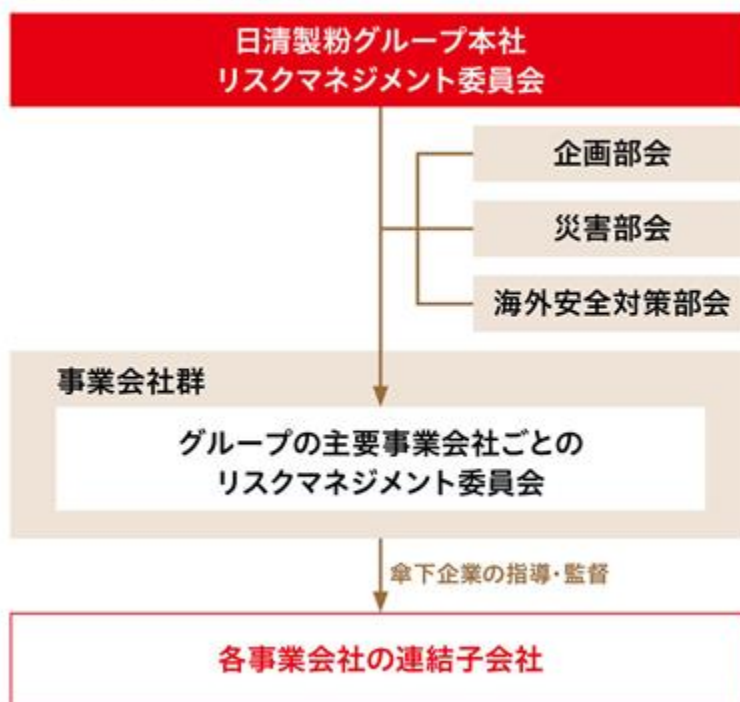 日清製粉グループ本社
リスクマネジメント委員会
企画部会
災害部会
海外安全対策部会
事業会社群
グループの主要事業会社ごとの
リスクマネジメント委員会
傘下企業の指導・監督
各事業会社の連結子会社